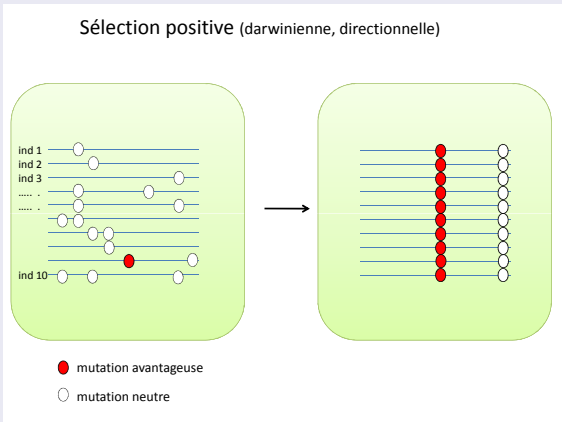 Sélection positive (darwinienne, directionnelle)
ind 1
ind 2
ind 3
..... .
..... .
ind 10
mutation avantageuse
mutation neutre